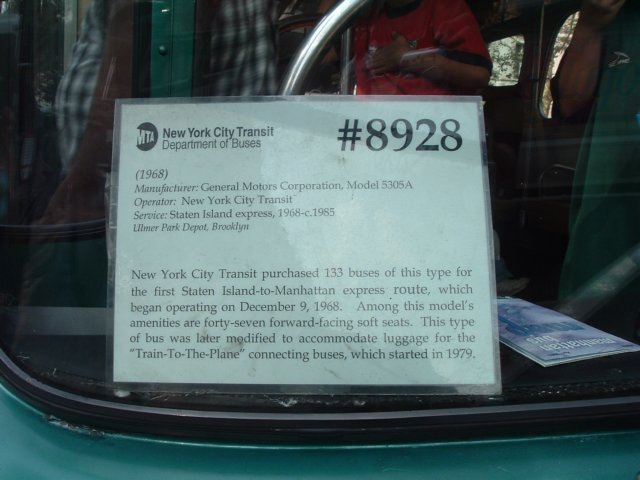 MTA New York City Transit
Department of Buses
#8928
(1968)
Manufacturer: General Motors Corporation, Model 5305A
Operator: New York City Transit
Service: Staten Island express, 1968-c.1985
Ulmer Park Depot, Brooklyn
New York City Transit purchased 133 buses of this type for
the first Staten Island-to-Manhattan express route, which
began operating on December 9, 1968. Among this model's
amenities are forty-seven forward-facing soft seats. This type
of bus was later modified to accommodate luggage for the
"Train-To-The-Plane" connecting buses, which started in 1979.